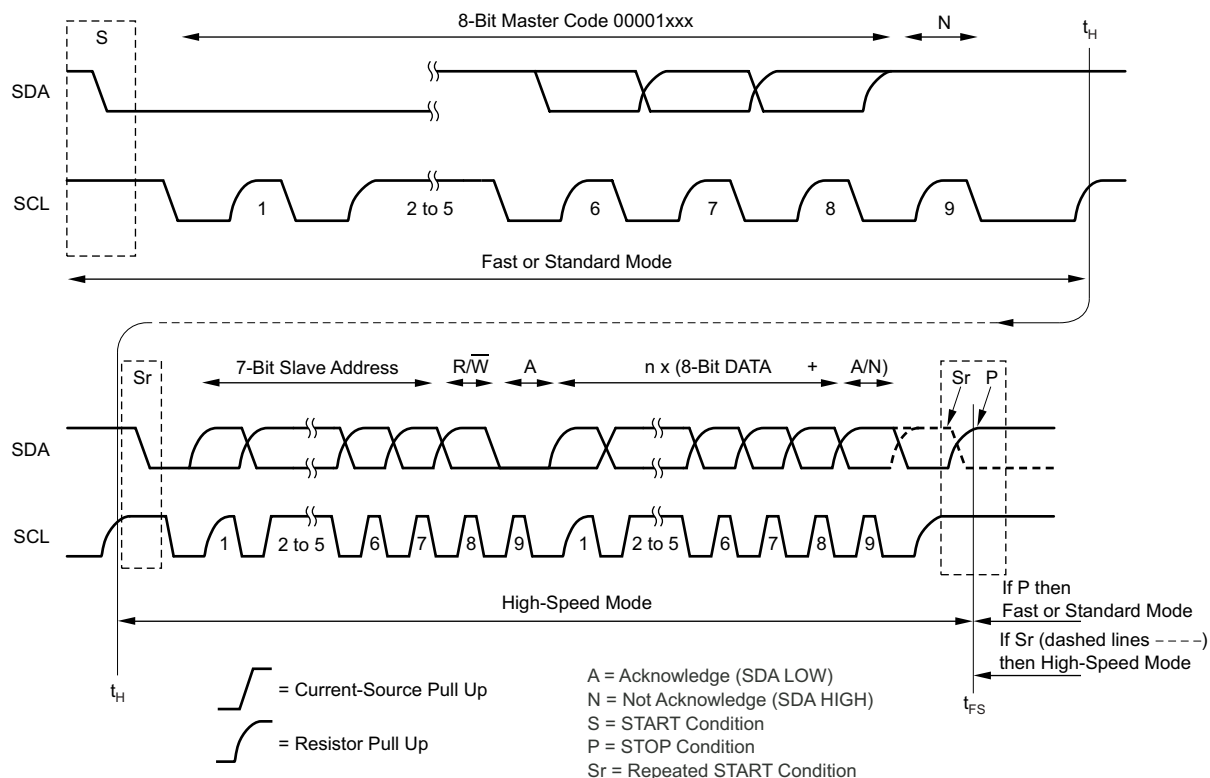 8-Bit Master Code 00001xxx
N
tH
S
SDA
SCL
1
2 to 5
6
7
8
9
Fast or Standard Mode
7-Bit Slave Address
R/W̅
A
n x (8-Bit DATA
+
A/N)
Sr
Sr
P
SDA
SCL
1
2 to 5
6
7
8
9
1
2 to 5
6
7
8
9
High-Speed Mode
If P then
Fast or Standard Mode
If Sr (dashed lines ----)
then High-Speed Mode
tH
tFS
= Current-Source Pull Up
= Resistor Pull Up
A = Acknowledge (SDA LOW)
N = Not Acknowledge (SDA HIGH)
S = START Condition
P = STOP Condition
Sr = Repeated START Condition